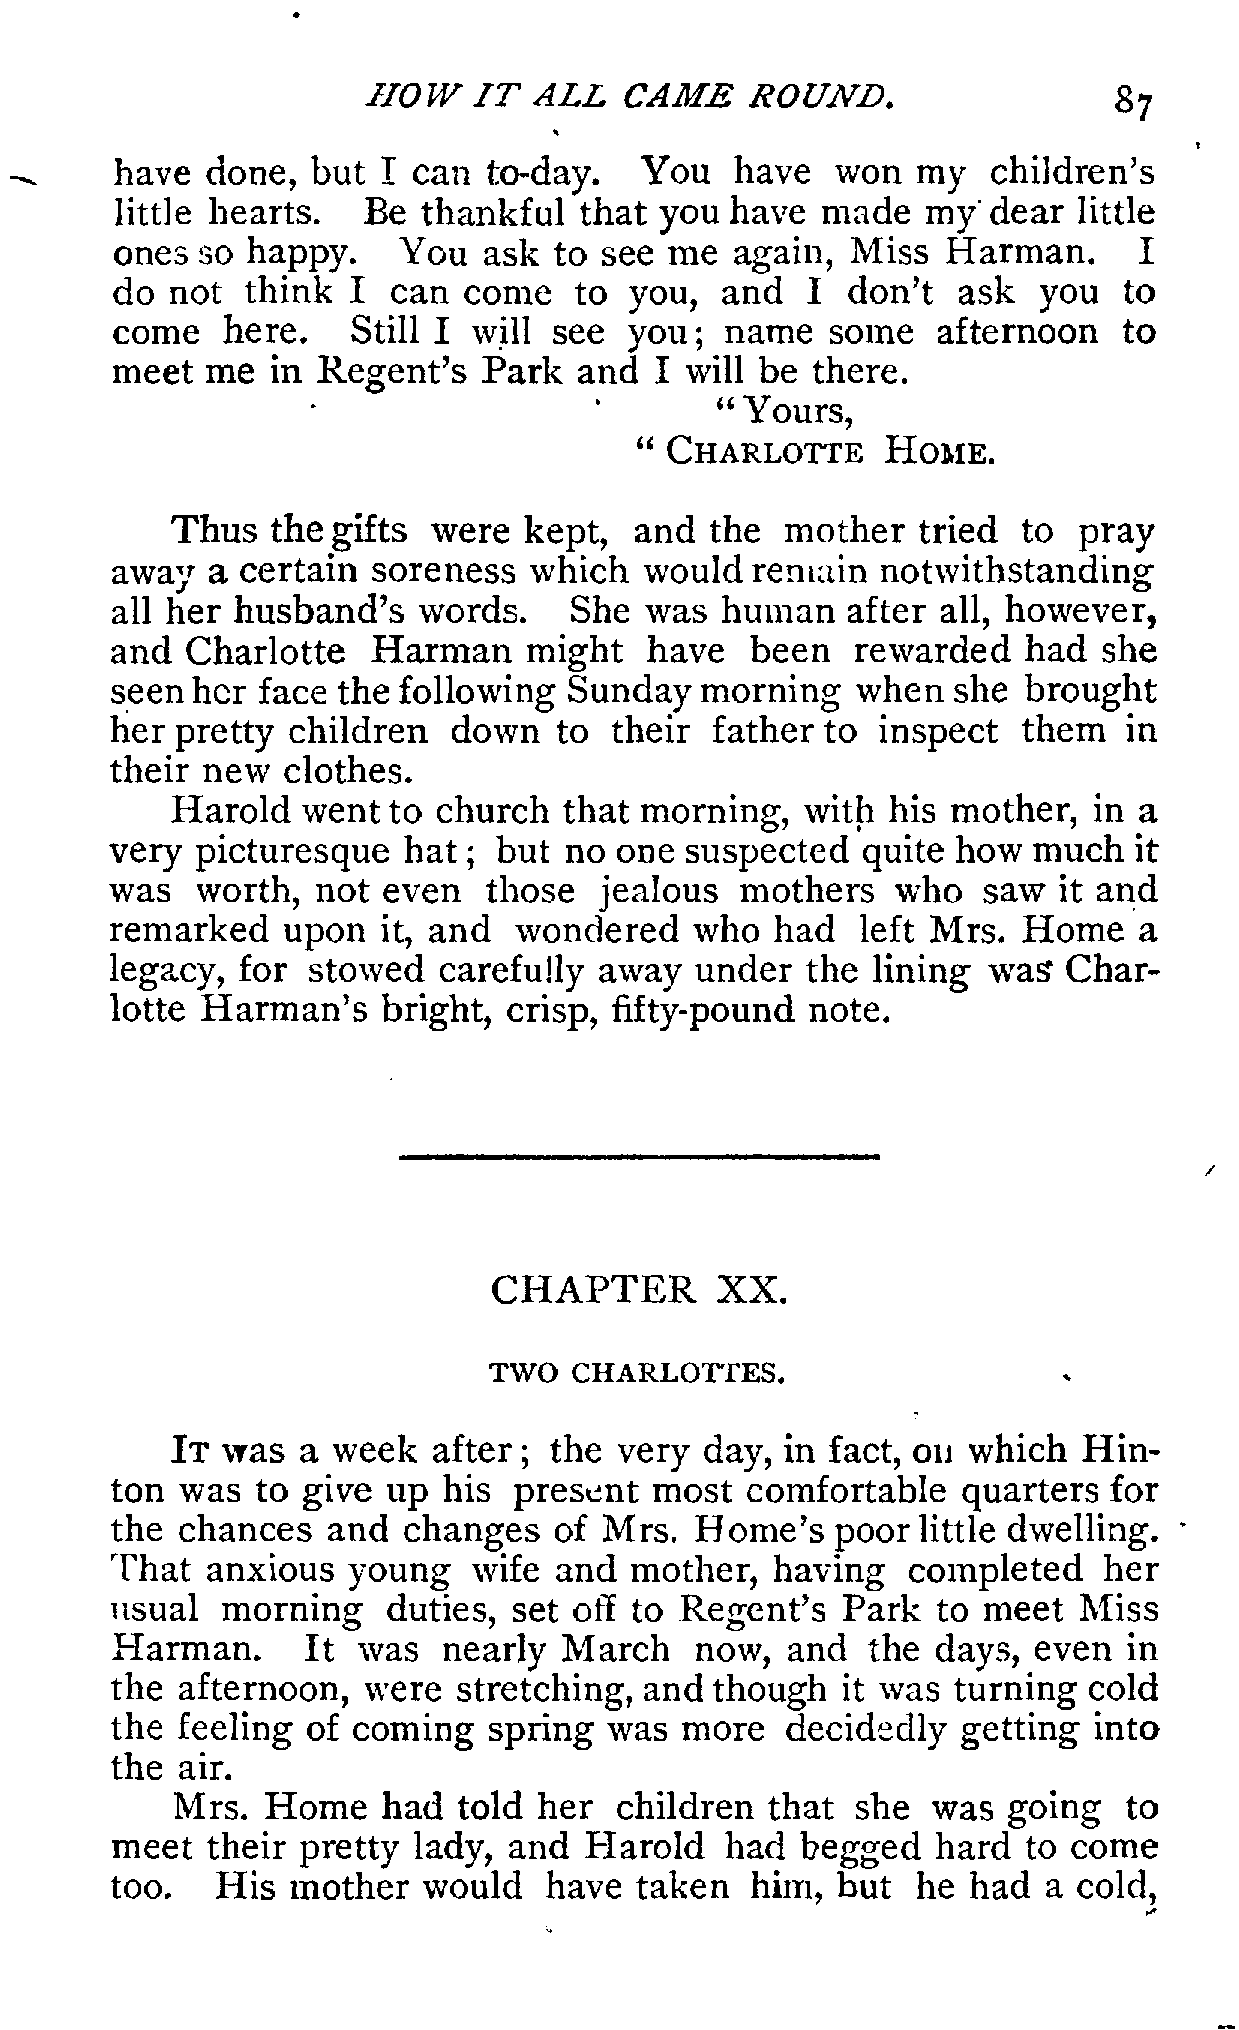 HOW IT ALL CAME ROUND. 87
have done, but I can to-day. You have won my children's
little hearts. Be thankful that you have made my dear little
ones so happy. You ask to see me again, Miss Harman. I
do not think I can come to you, and I don't ask you to
come here. Still I will see you; name some afternoon to
meet me in Regent's Park and I will be there.
"Yours,
"CHARLOTTE HOME.
Thus the gifts were kept, and the mother tried to pray
away a certain soreness which would remain notwithstanding
all her husband's words. She was human after all, however,
and Charlotte Harman might have been rewarded had she
seen her face the following Sunday morning when she brought
her pretty children down to their father to inspect them in
their new clothes.
Harold went to church that morning, with his mother, in a
very picturesque hat; but no one suspected quite how much it
was worth, not even those jealous mothers who saw it and
remarked upon it, and wondered who had left Mrs. Home a
legacy, for stowed carefully away under the lining was Char-
lotte Harman's bright, crisp, fifty-pound note.
CHAPTER XX.
TWO CHARLOTTES.
IT was a week after; the very day, in fact, on which Hin-
ton was to give up his present most comfortable quarters for
the chances and changes of Mrs. Home's poor little dwelling.
That anxious young wife and mother, having completed her
usual morning duties, set off to Regent's Park to meet Miss
Harman. It was nearly March now, and the days, even in
the afternoon, were stretching, and though it was turning cold
the feeling of coming spring was more decidedly getting into
the air.
Mrs. Home had told her children that she was going to
meet their pretty lady, and Harold had begged hard to come
too. His mother would have taken him, but he had a cold,